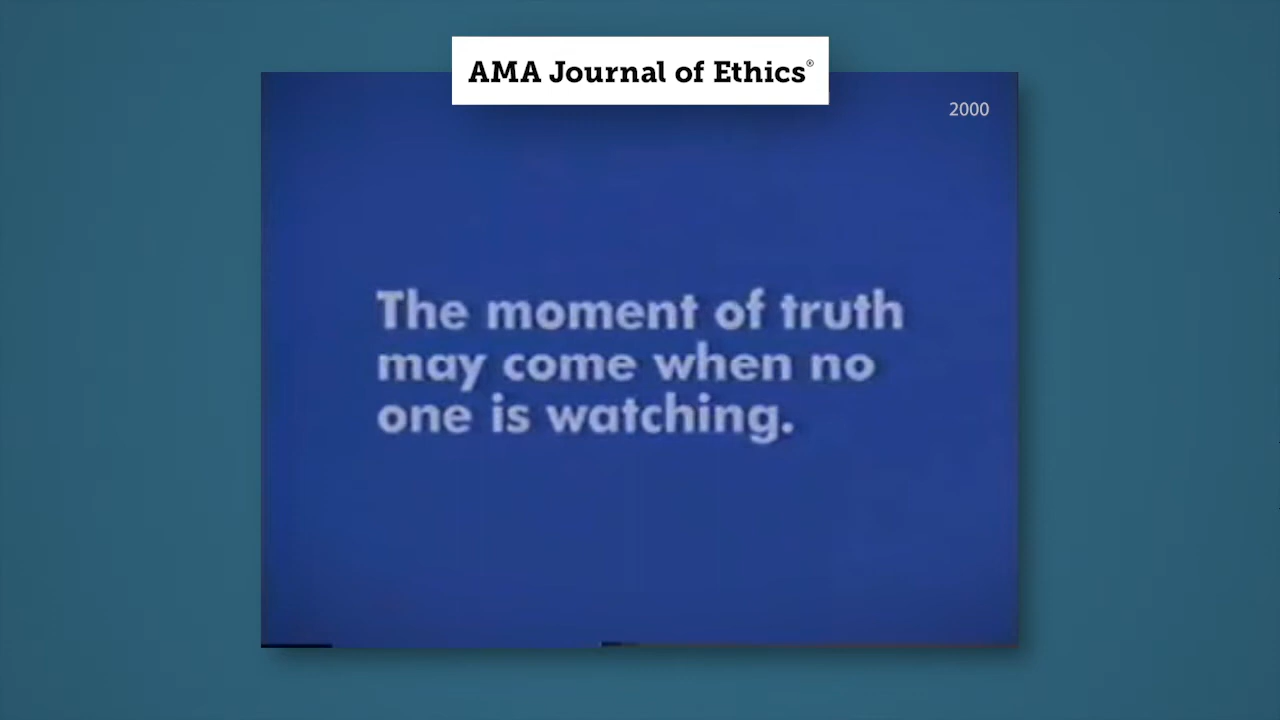 AMA Journal of Ethics®
2000
The moment of truth
may come when no
one is watching.